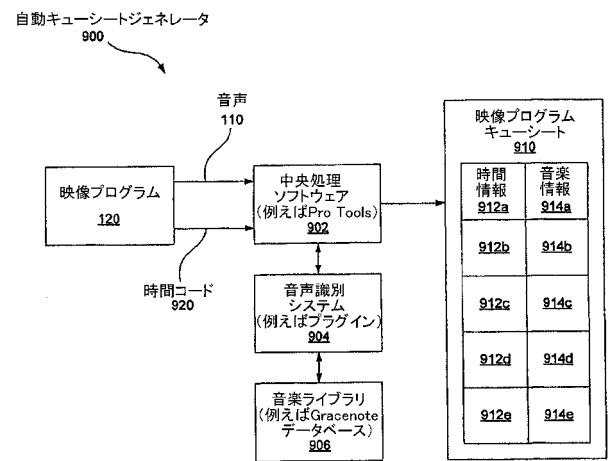 自動キューシートジェネレータ
900
音声
110
映像プログラム
120
時間コード
920
中央処理
ソフトウェア
(例えばPro Tools)
902
音声識別
システム
(例えばプラグイン)
904
音楽ライブラリ
(例えばGracenote
データベース)
906
映像プログラム
キューシート
910
時間
情報
912a
音楽
情報
914a
912b
914b
912c
914c
912d
914d
912e
914e